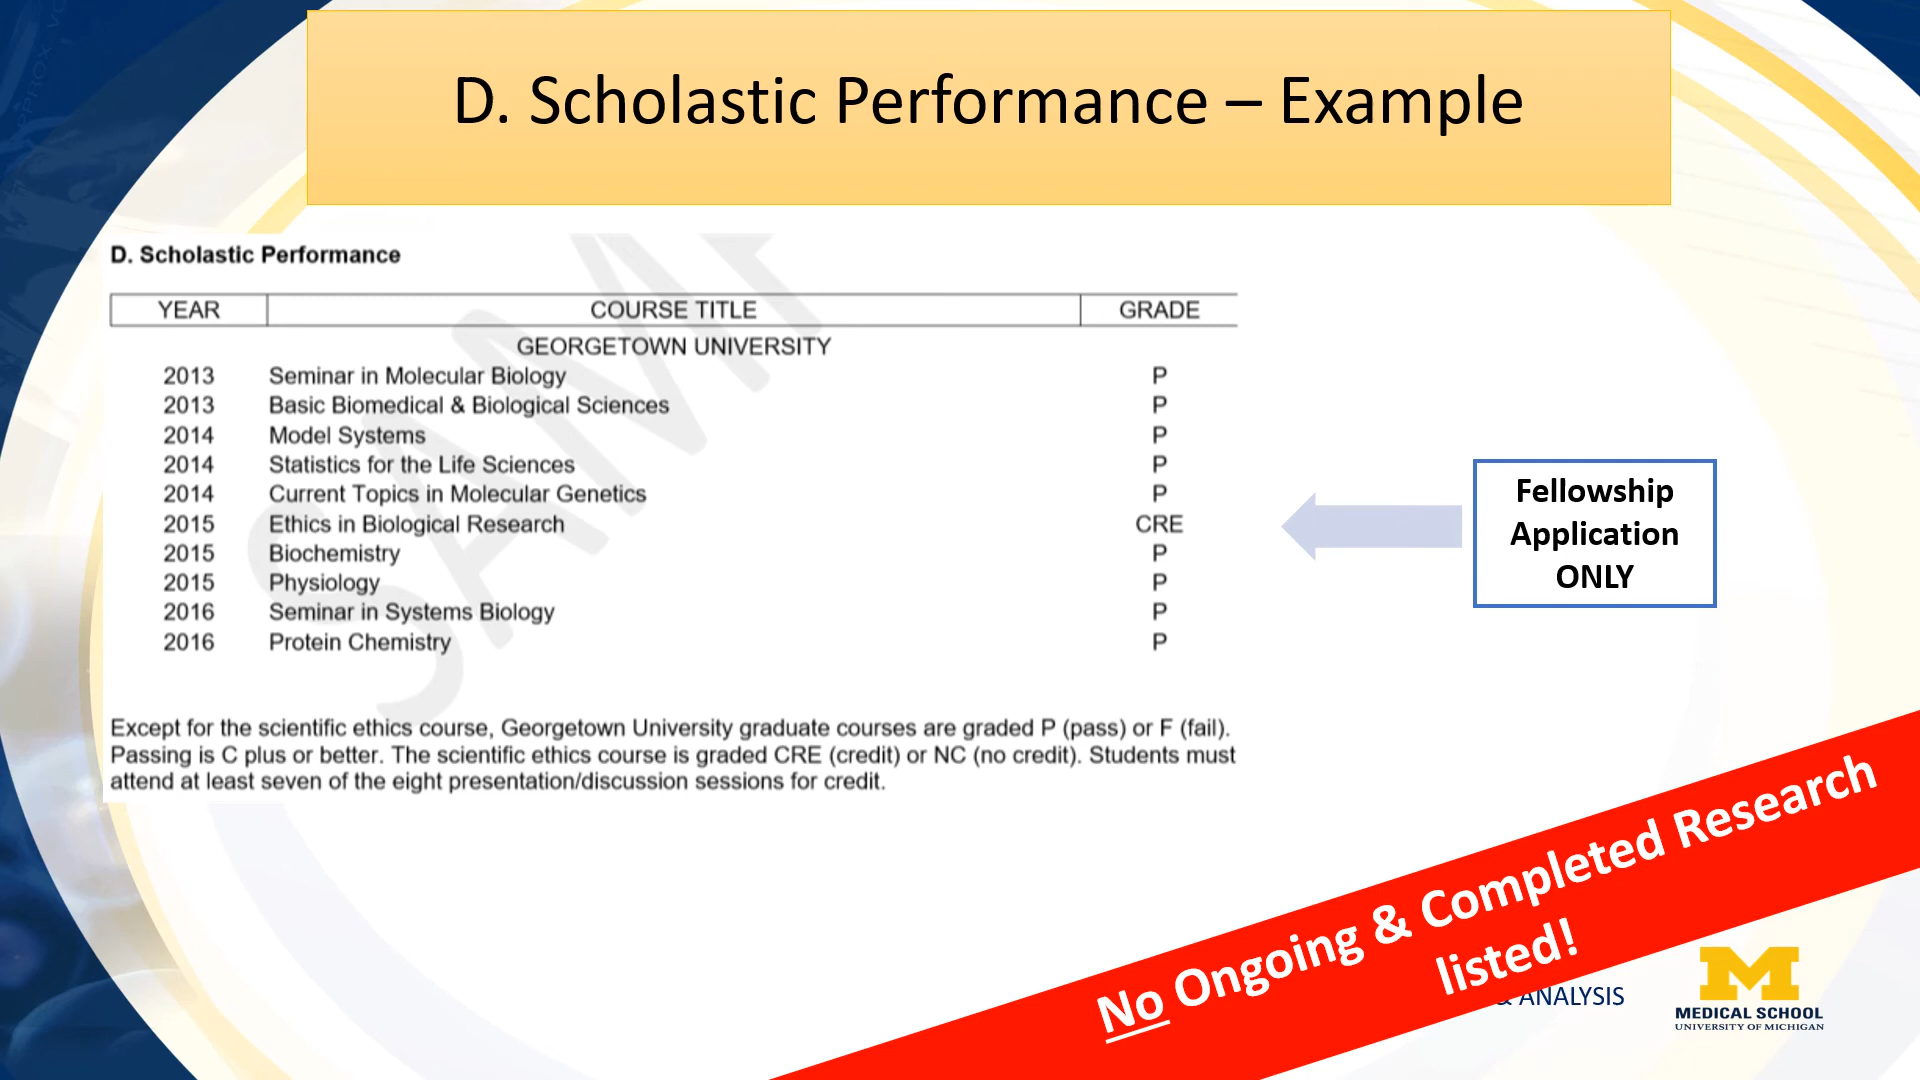 D. Scholastic Performance – Example
D. Scholastic Performance
YEAR COURSE TITLE GRADE
GEORGETOWN UNIVERSITY
2013 Seminar in Molecular Biology P
2013 Basic Biomedical & Biological Sciences P
2014 Model Systems P
2014 Statistics for the Life Sciences P
2014 Current Topics in Molecular Genetics P
2015 Ethics in Biological Research CRE
2015 Biochemistry P
2015 Physiology P
2016 Seminar in Systems Biology P
2016 Protein Chemistry P
Except for the scientific ethics course, Georgetown University graduate courses are graded P (pass) or F (fail).
Passing is C plus or better. The scientific ethics course is graded CRE (credit) or NC (no credit). Students must
attend at least seven of the eight presentation/discussion sessions for credit.
Fellowship
Application
ONLY
No Ongoing & Completed Research
listed!
& ANALYSIS
M
MEDICAL SCHOOL
UNIVERSITY OF MICHIGAN